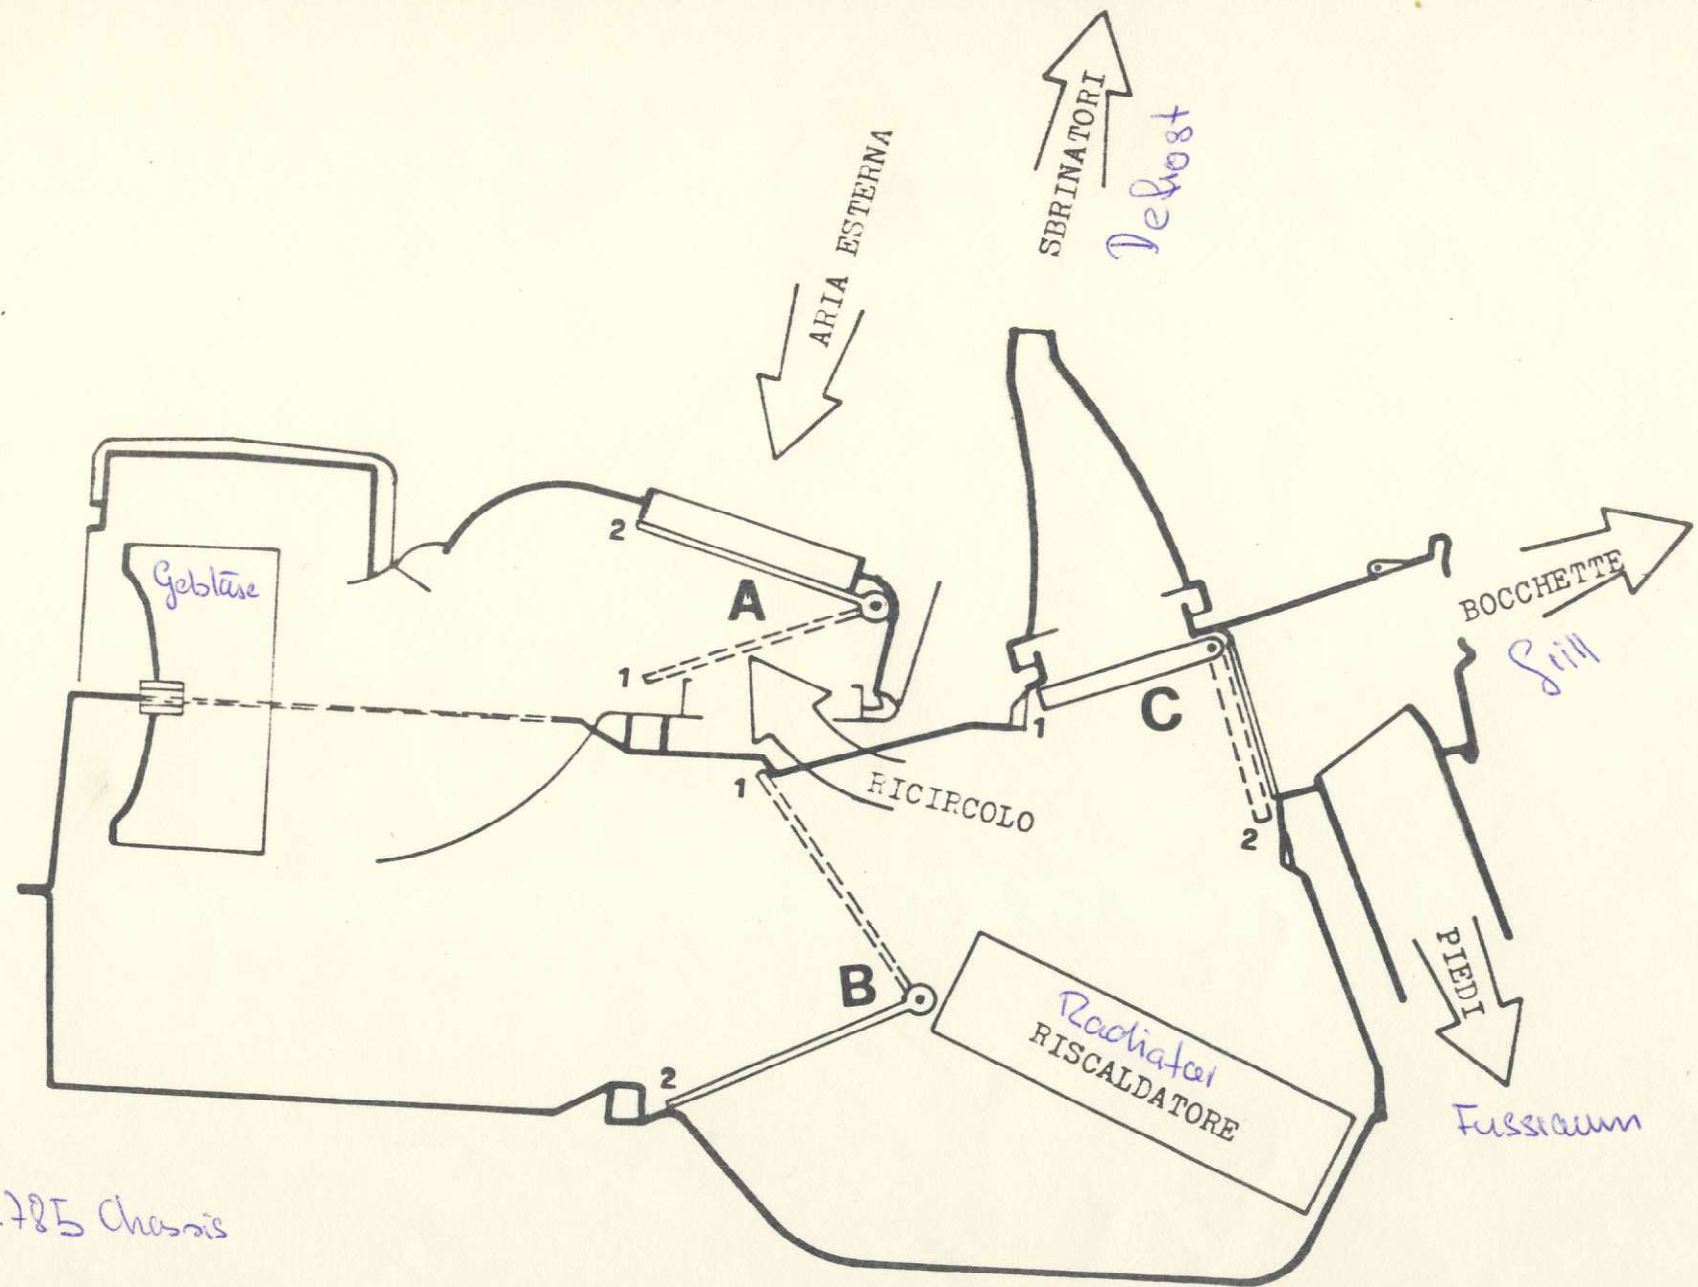 SBRINATORI
Defrost
ARIA ESTERNA
Gebläse
2
A
1
BOCCHETTE
Grill
C
1
1
RICIRCOLO
2
B
PIEDI
Radiator
RISCALDATORE
2
Fussraum
785 Chassis